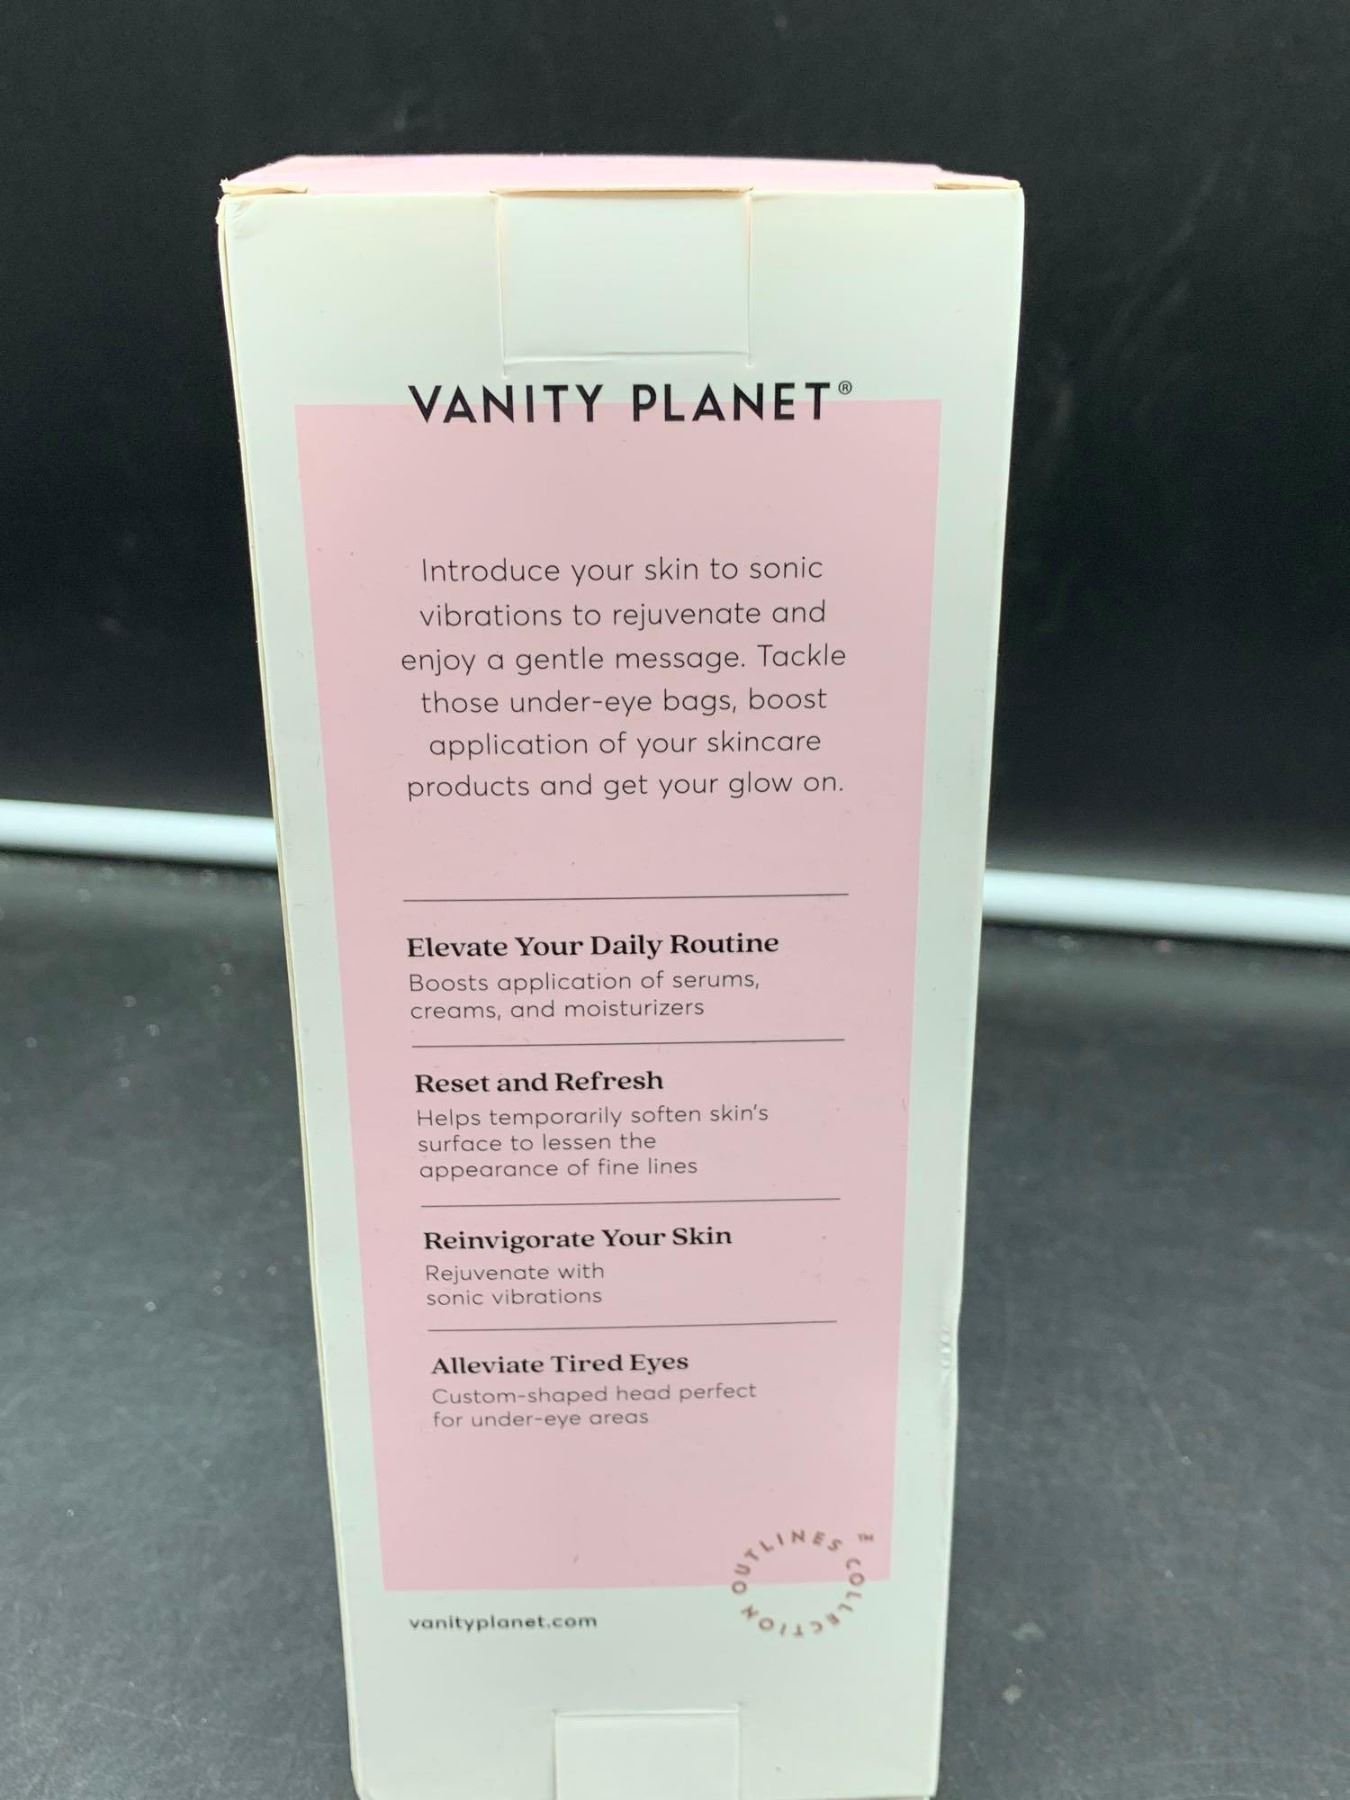 VANITY PLANET®
Introduce your skin to sonic
vibrations to rejuvenate and
enjoy a gentle message. Tackle
those under-eye bags, boost
application of your skincare
products and get your glow on.
Elevate Your Daily Routine
Boosts application of serums,
creams, and moisturizers
Reset and Refresh
Helps temporarily soften skin's
surface to lessen the
appearance of fine lines
Reinvigorate Your Skin
Rejuvenate with
sonic vibrations
Alleviate Tired Eyes
Custom-shaped head perfect
for under-eye areas
OUTLINES COLLECTION ™
vanityplanet.com